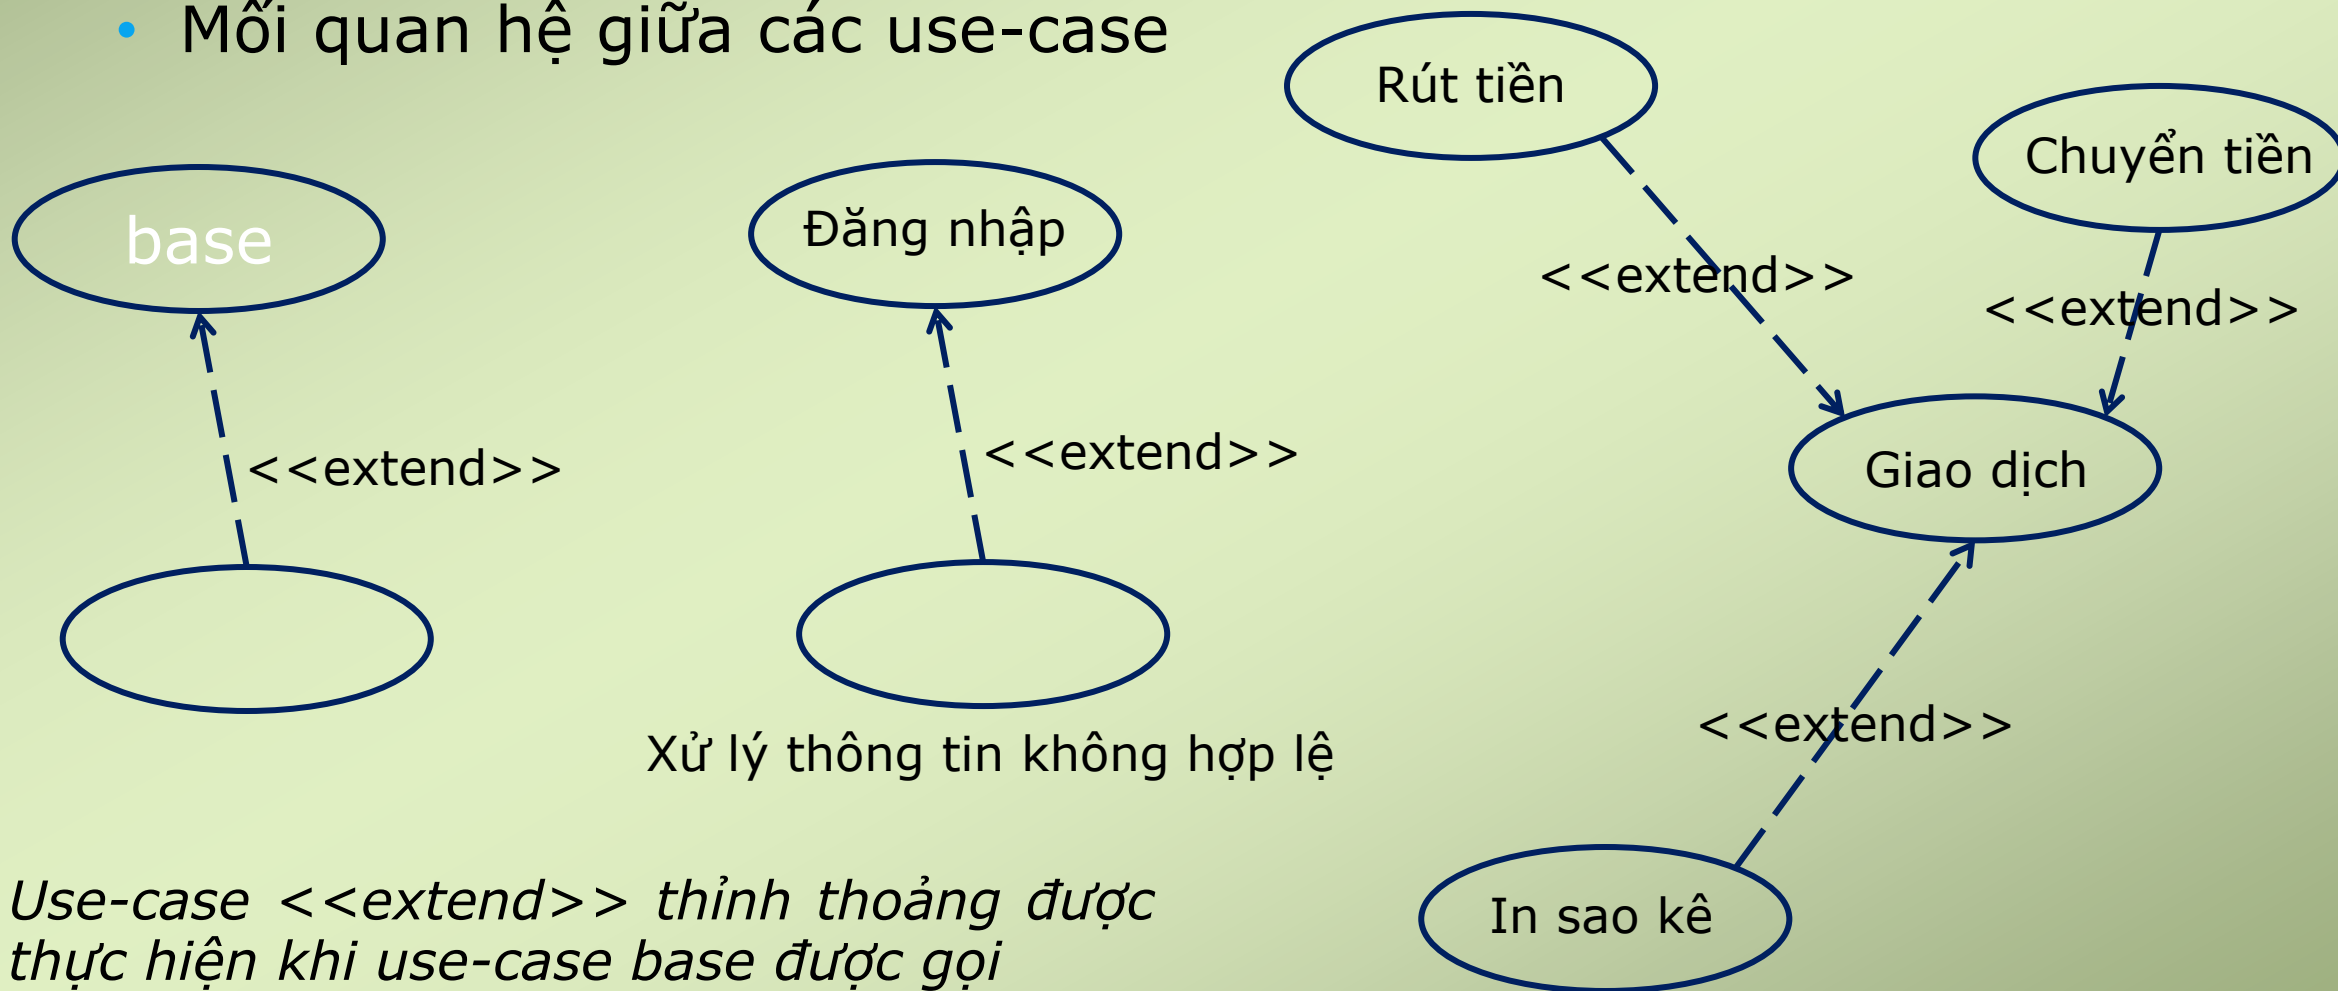 • Mối quan hệ giữa các use-case
Rút tiền
Chuyển tiền
base
Đăng nhập
<<extend>>
<<extend>>
<<extend>>
<<extend>>
Giao dịch
<<extend>>
Xử lý thông tin không hợp lệ
Use-case <<extend>> thỉnh thoảng được
thực hiện khi use-case base được gọi
In sao kê